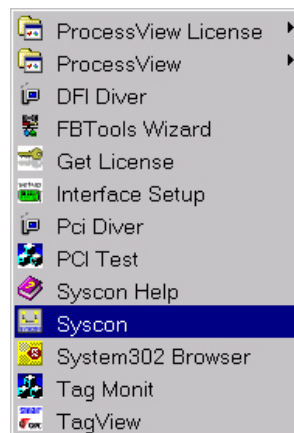 ProcessView License
ProcessView
DFI Diver
FBTools Wizard
Get License
Interface Setup
Pci Diver
PCI Test
Syscon Help
Syscon
System302 Browser
Tag Monit
TagView